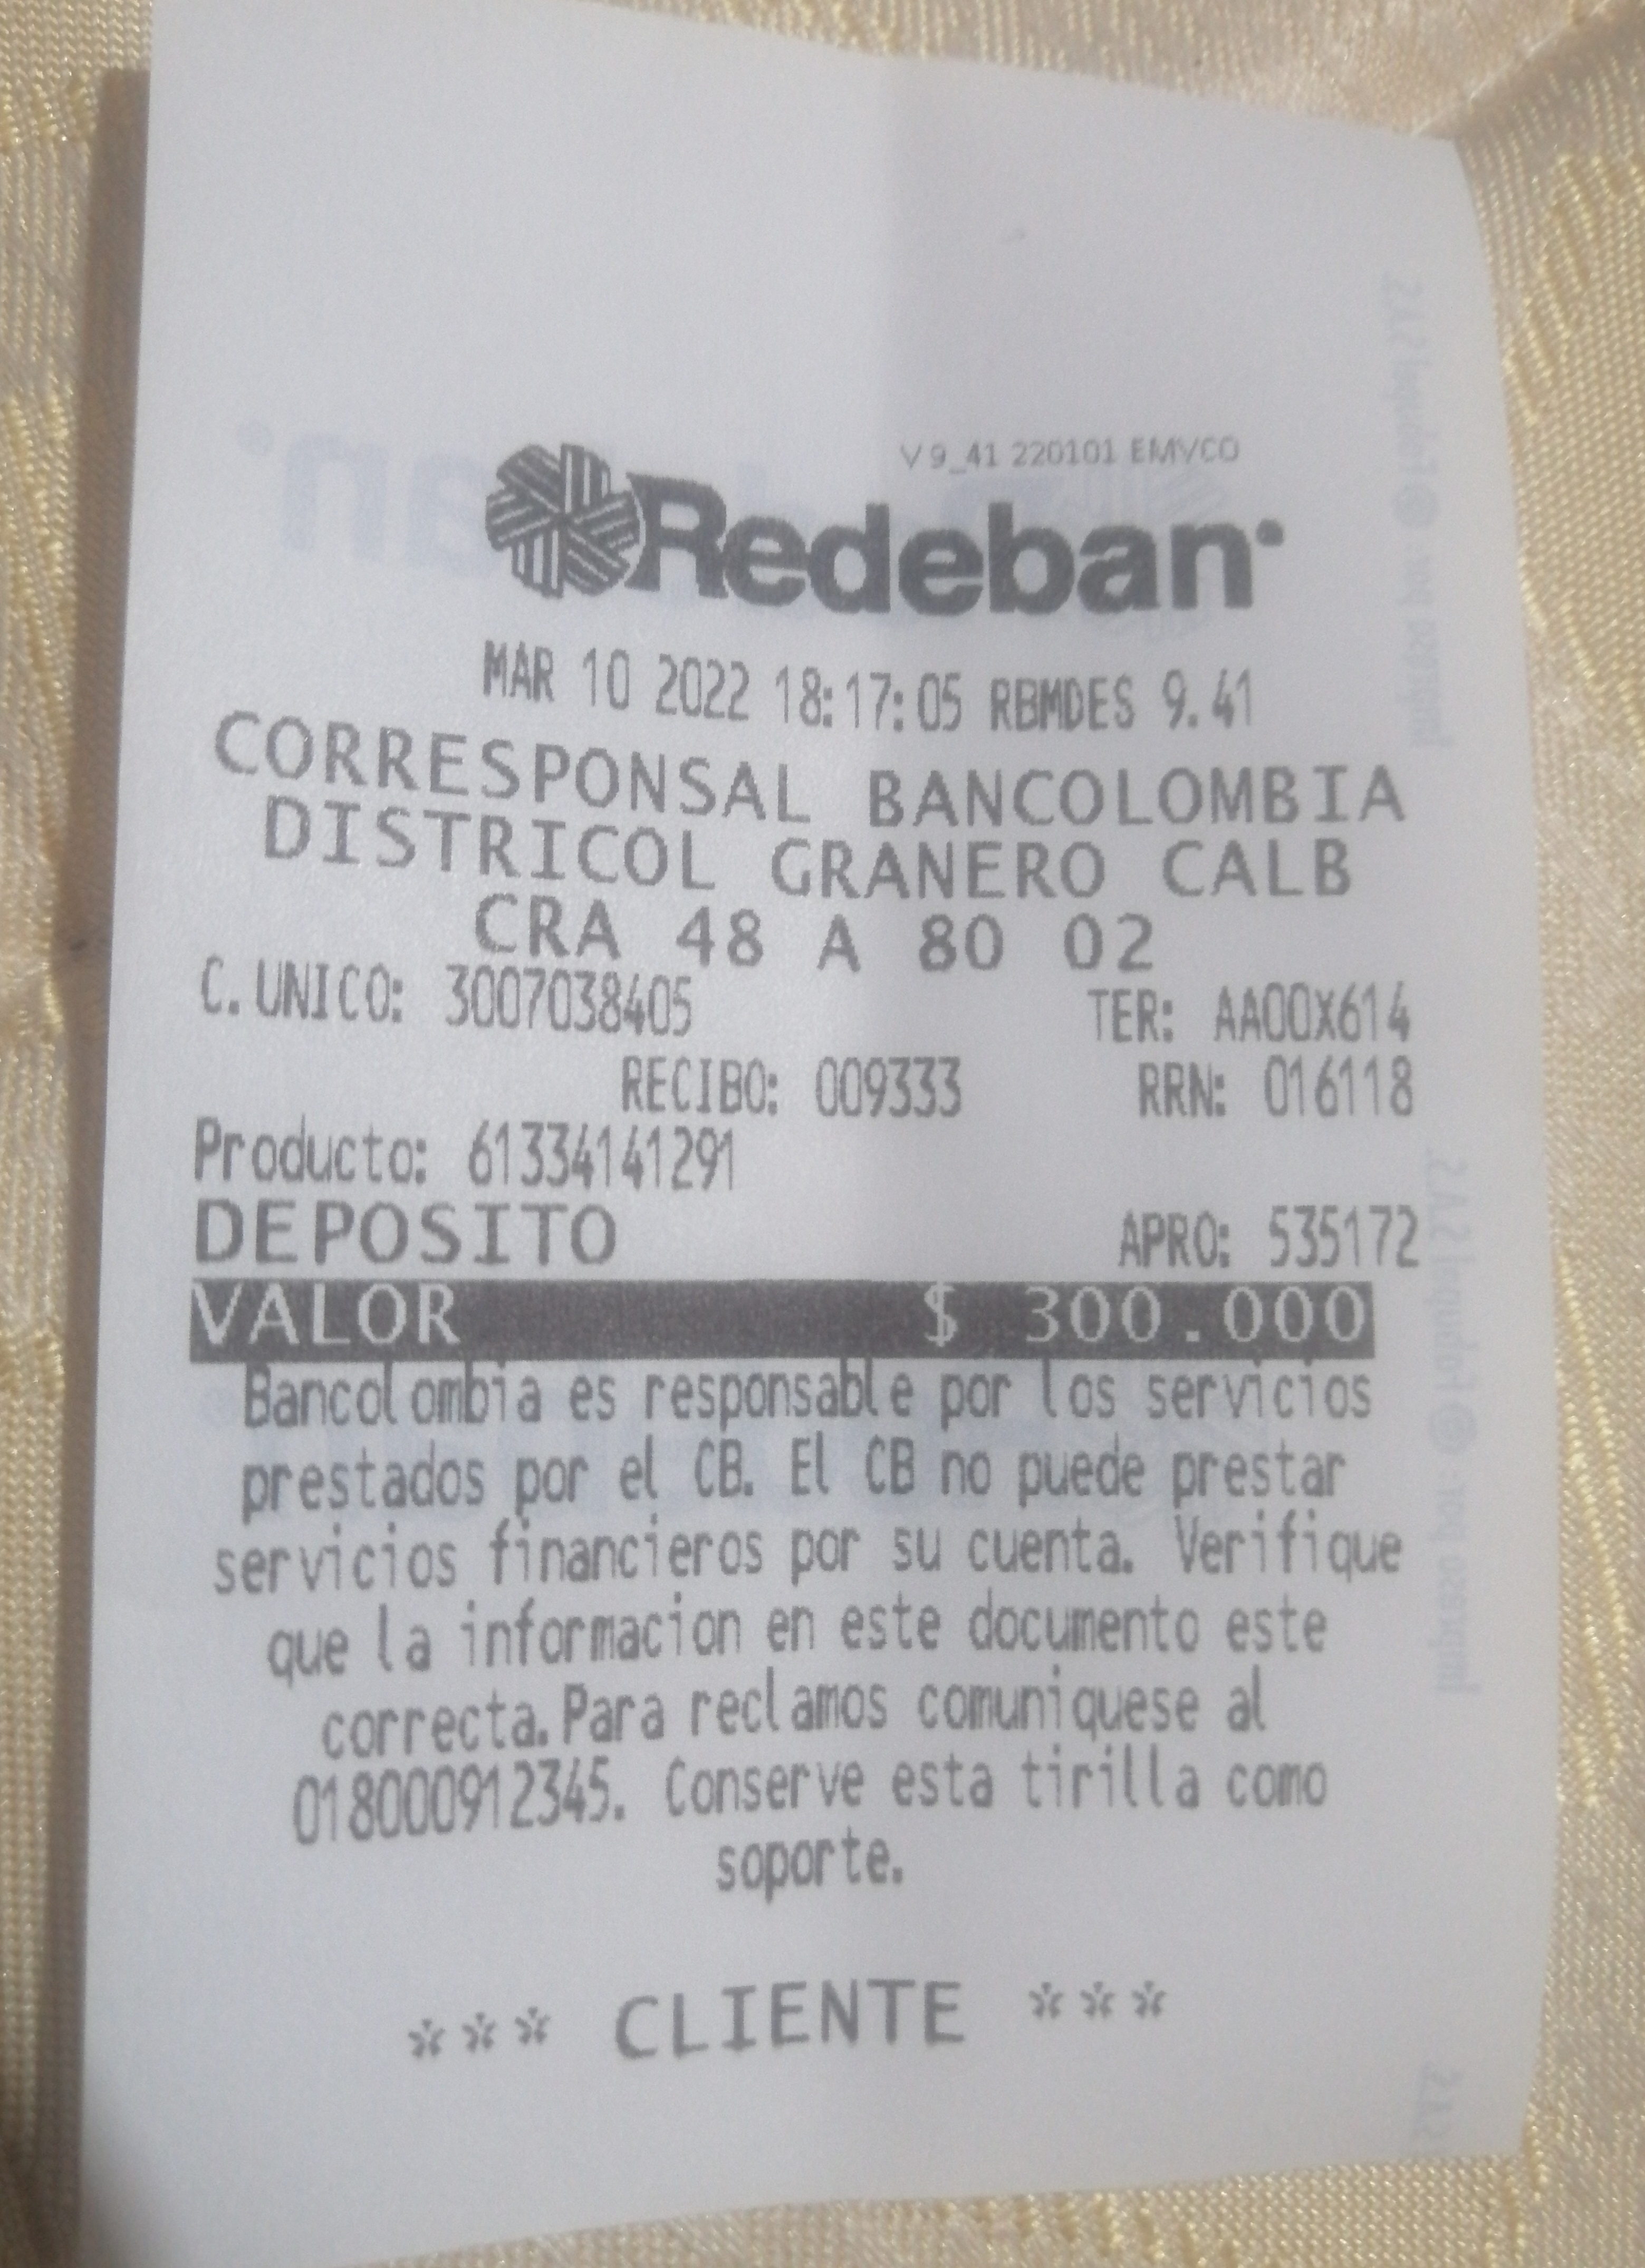 V 9_41 220101 EMVCO
Redeban
MAR 10 2022 18:17:05 RBMDES 9.41
CORRESPONSAL BANCOLOMBIA
DISTRICOL GRANERO CALB
CRA 48 A 80 02
C.UNICO: 3007038405 TER: AA00X614
RECIBO: 009333 RRN: 016118
Producto: 61334141291
DEPOSITO APRO: 535172
VALOR $ 300.000
Bancolombia es responsable por los servicios
prestados por el CB. El CB no puede prestar
servicios financieros por su cuenta. Verifique
que la informacion en este documento este
correcta.Para reclamos comuniquese al
018000912345. Conserve esta tirilla como
soporte.
*** CLIENTE ***